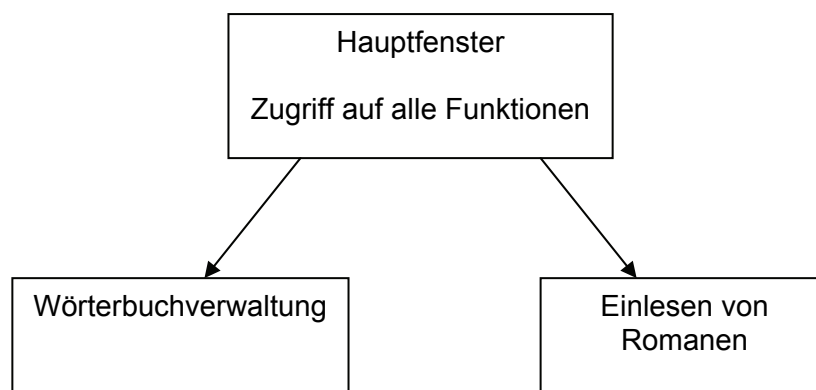 Hauptfenster
Zugriff auf alle Funktionen
Wörterbuchverwaltung
Einlesen von
Romanen